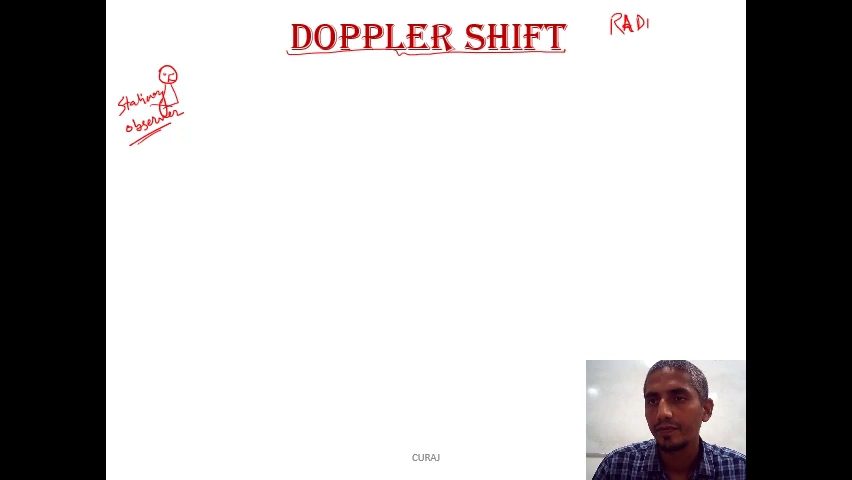 DOPPLER SHIFT
RADI
Stationary
observer
CURAJ